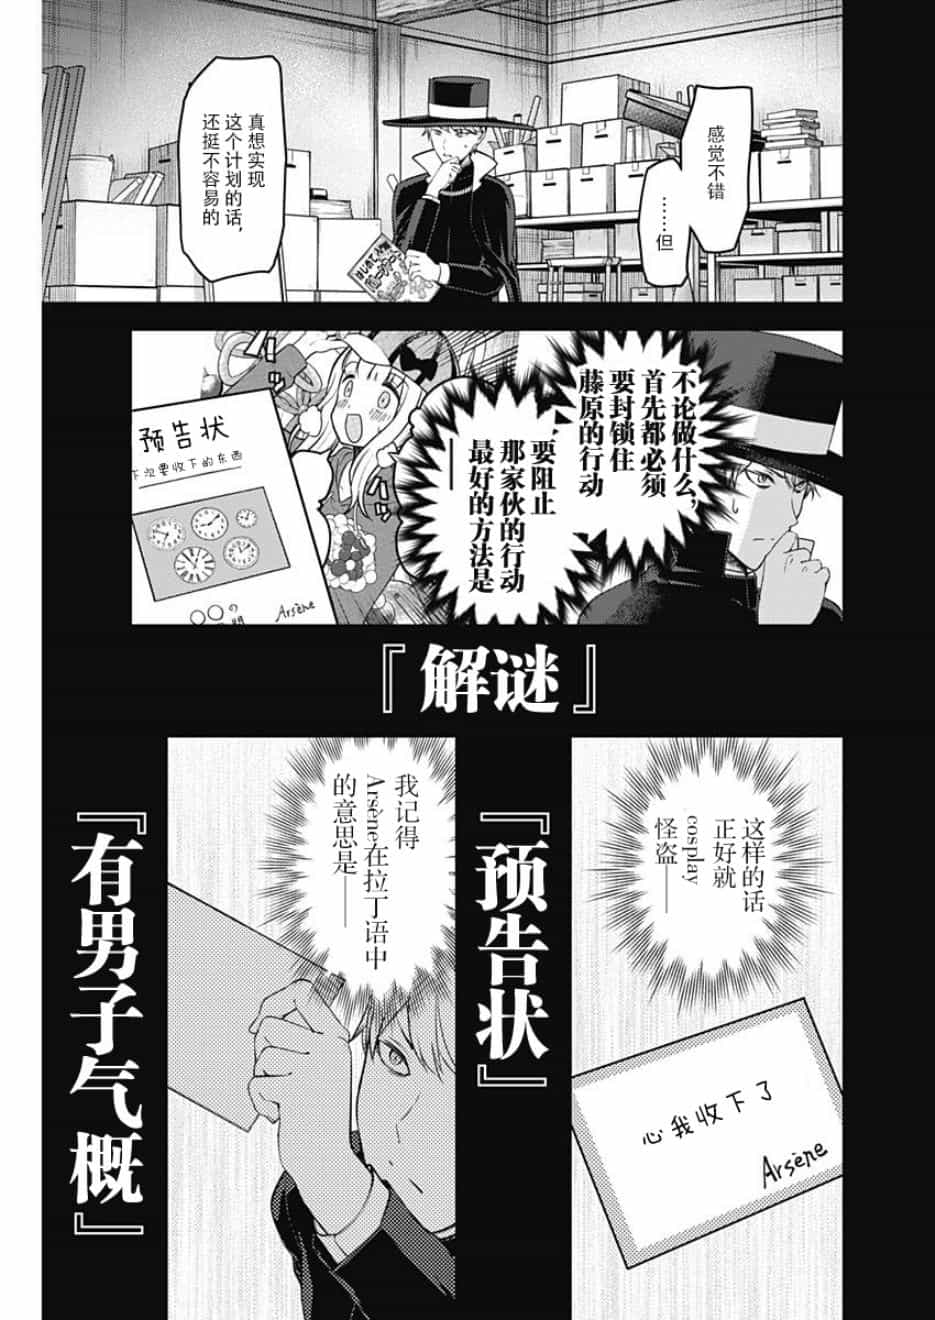 感觉不错
……但
真想实现
这个计划的话,
还挺不容易的
はじめての
不论做什么,
首先都必须
要封锁住
藤原的行动
要阻止
那家伙的行动
最好的方法是
——
预告状
下次要收下的东西
Arsène
『解谜』
这样的话
正好就
cosplay
怪盗——
『预告状』
心我收下了
Arsène
我记得
Arsène在拉丁语中
的意思是——
『有男子气概』